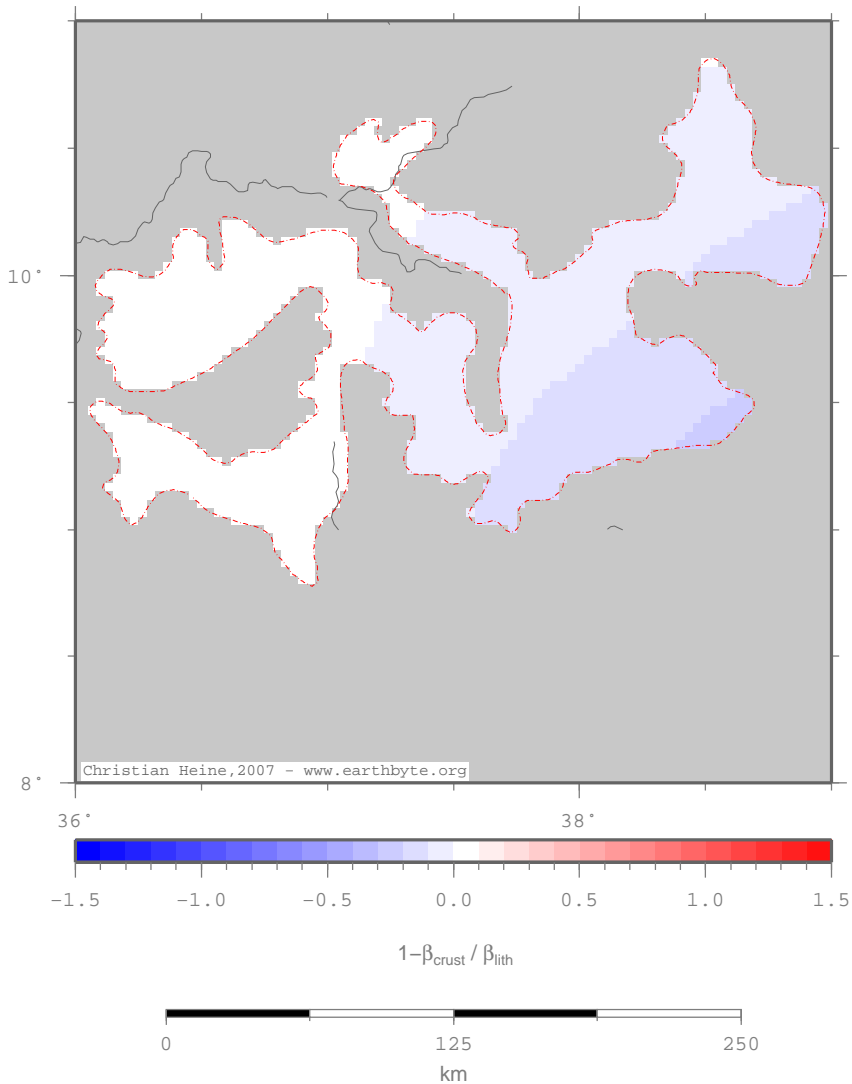 10°
8°
Christian Heine,2007 - www.earthbyte.org
36° 38°
−1.5 −1.0 −0.5 0.0 0.5 1.0 1.5
1−βcrust / βlith
0 125 250
km